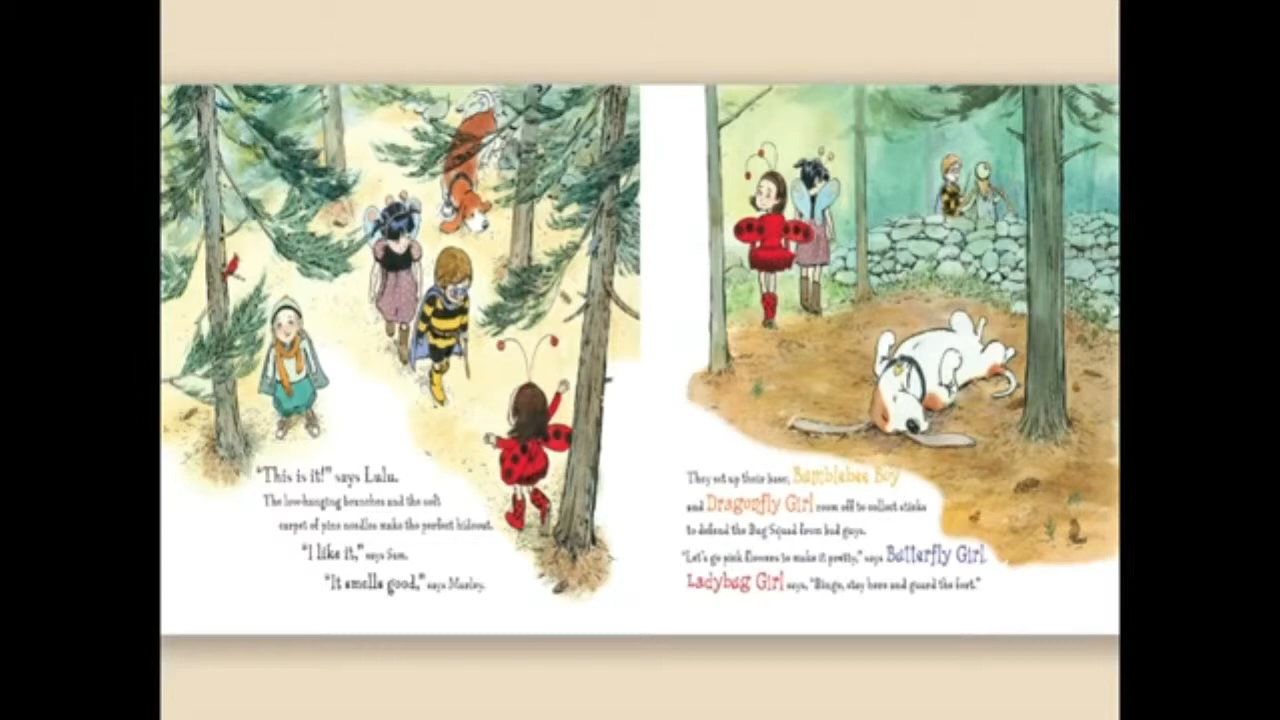 "This is it!" says Lulu.
The low-hanging branches and the soft
carpet of pine needles make the perfect hideout.
"I like it," says Sam.
"It smells good," says Marley.
They set up their base, Bumblebee Boy
and Dragonfly Girl zoom off to collect sticks
to defend the Bug Squad from bad guys.
"Let's go pick flowers to make it pretty," says Butterfly Girl.
Ladybug Girl says, "Bingo, stay here and guard the fort."